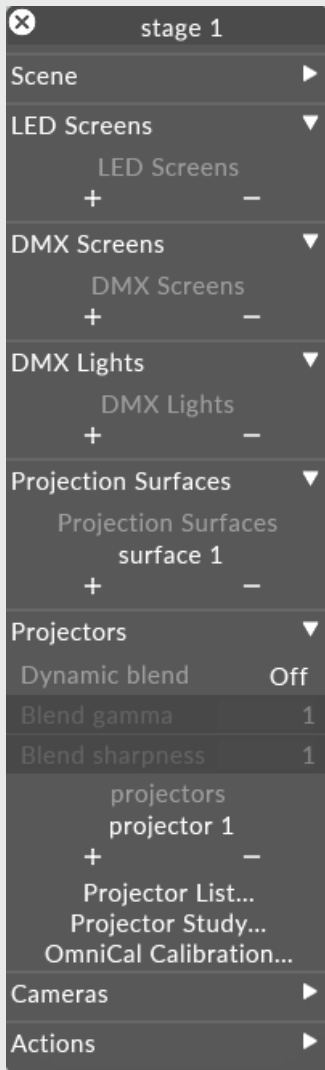 stage 1
Scene
LED Screens
LED Screens
+ −
DMX Screens
DMX Screens
+ −
DMX Lights
DMX Lights
+ −
Projection Surfaces
Projection Surfaces
surface 1
+ −
Projectors
Dynamic blend Off
Blend gamma 1
Blend sharpness 1
projectors
projector 1
+ −
Projector List...
Projector Study...
OmniCal Calibration...
Cameras
Actions